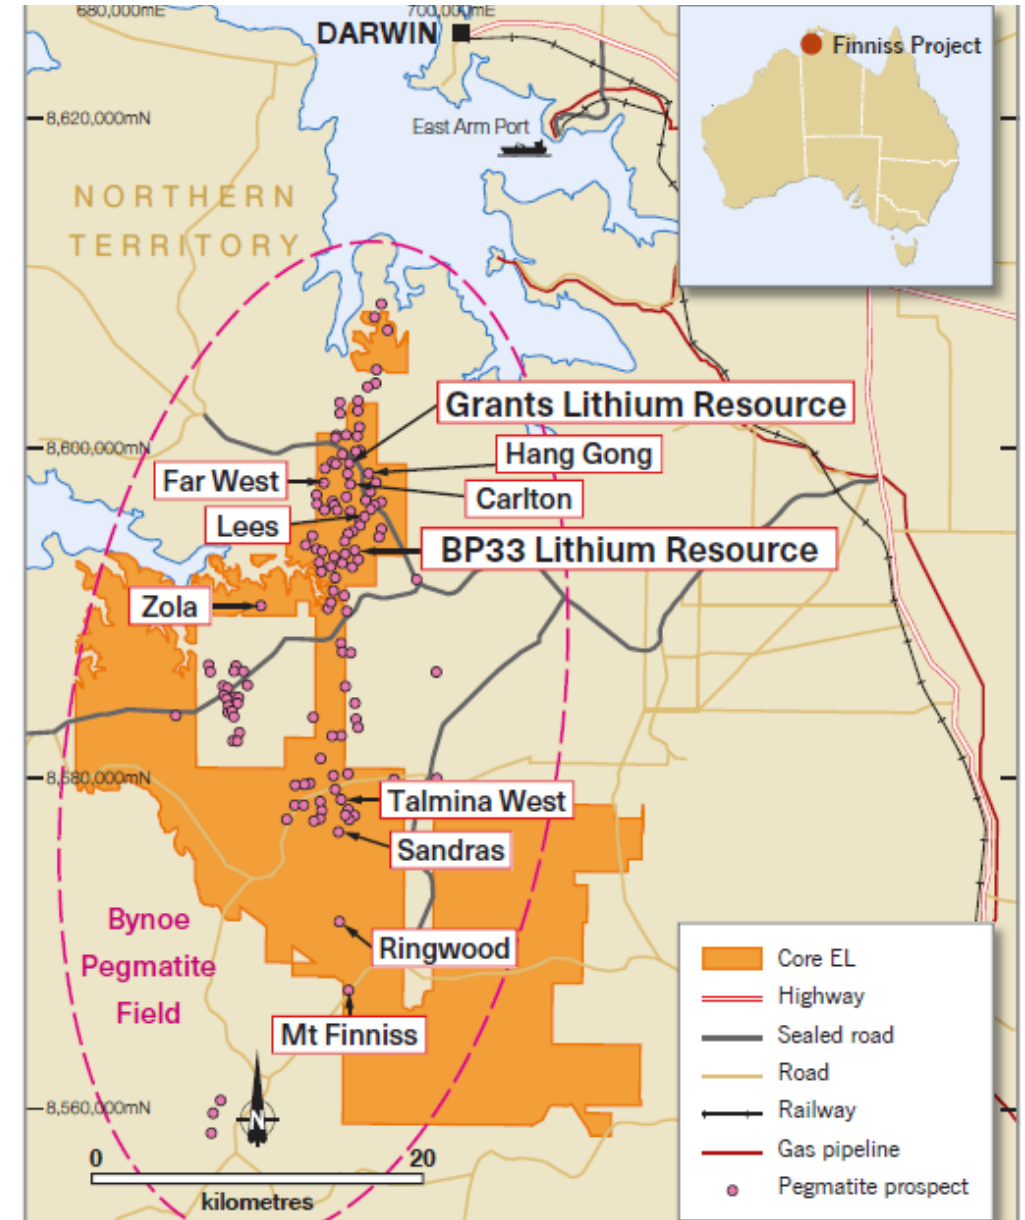 680,000mE
700,000mE
DARWIN
Finniss Project
8,620,000mN
East Arm Port
NORTHERN
TERRITORY
Grants Lithium Resource
8,600,000mN
Hang Gong
Far West
Carlton
Lees
BP33 Lithium Resource
Zola
8,580,000mN
Talmina West
Sandras
Bynoe
Pegmatite
Field
Ringwood
Mt Finniss
8,560,000mN
N
0 20
kilometres
Core EL
Highway
Sealed road
Road
Railway
Gas pipeline
Pegmatite prospect